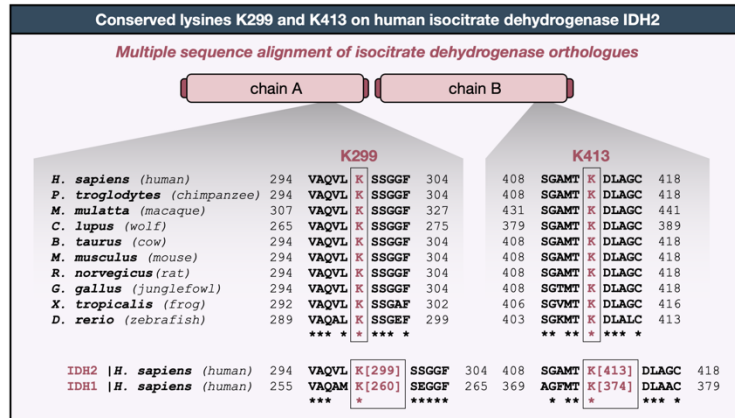 Conserved lysines K299 and K413 on human isocitrate dehydrogenase IDH2
Multiple sequence alignment of isocitrate dehydrogenase orthologues
chain A chain B
K299 K413
H. sapiens (human) 294 VAQVL K SSGGF 304 408 SGAMT K DLAGC 418
P. troglodytes (chimpanzee) 294 VAQVL K SSGGF 304 408 SGAMT K DLAGC 418
M. mulatta (macaque) 307 VAQVL K SSGGF 327 431 SGAMT K DLAGC 441
C. lupus (wolf) 265 VAQVL K SSGGF 275 379 SGAMT K DLAGC 389
B. taurus (cow) 294 VAQVL K SSGGF 304 408 SGAMT K DLAGC 418
M. musculus (mouse) 294 VAQVL K SSGGF 304 408 SGAMT K DLAGC 418
R. norvegicus(rat) 294 VAQVL K SSGGF 304 408 SGAMT K DLAGC 418
G. gallus (junglefowl) 294 VAQVL K SSGGF 304 408 SGTMT K DLAGC 418
X. tropicalis (frog) 292 VAQVL K SSGAF 302 406 SGVMT K DLAGC 416
D. rerio (zebrafish) 289 VAQAL K SSGEF 299 403 SGKMT K DLALC 413
*** * * *** * ** ** * *** *
IDH2 |H. sapiens (human) 294 VAQVL K[299] SSGGF 304 408 SGAMT K[413] DLAGC 418
IDH1 |H. sapiens (human) 255 VAQAM K[260] SEGGF 265 369 AGFMT K[374] DLAAC 379
*** * ***** * ** * *** *